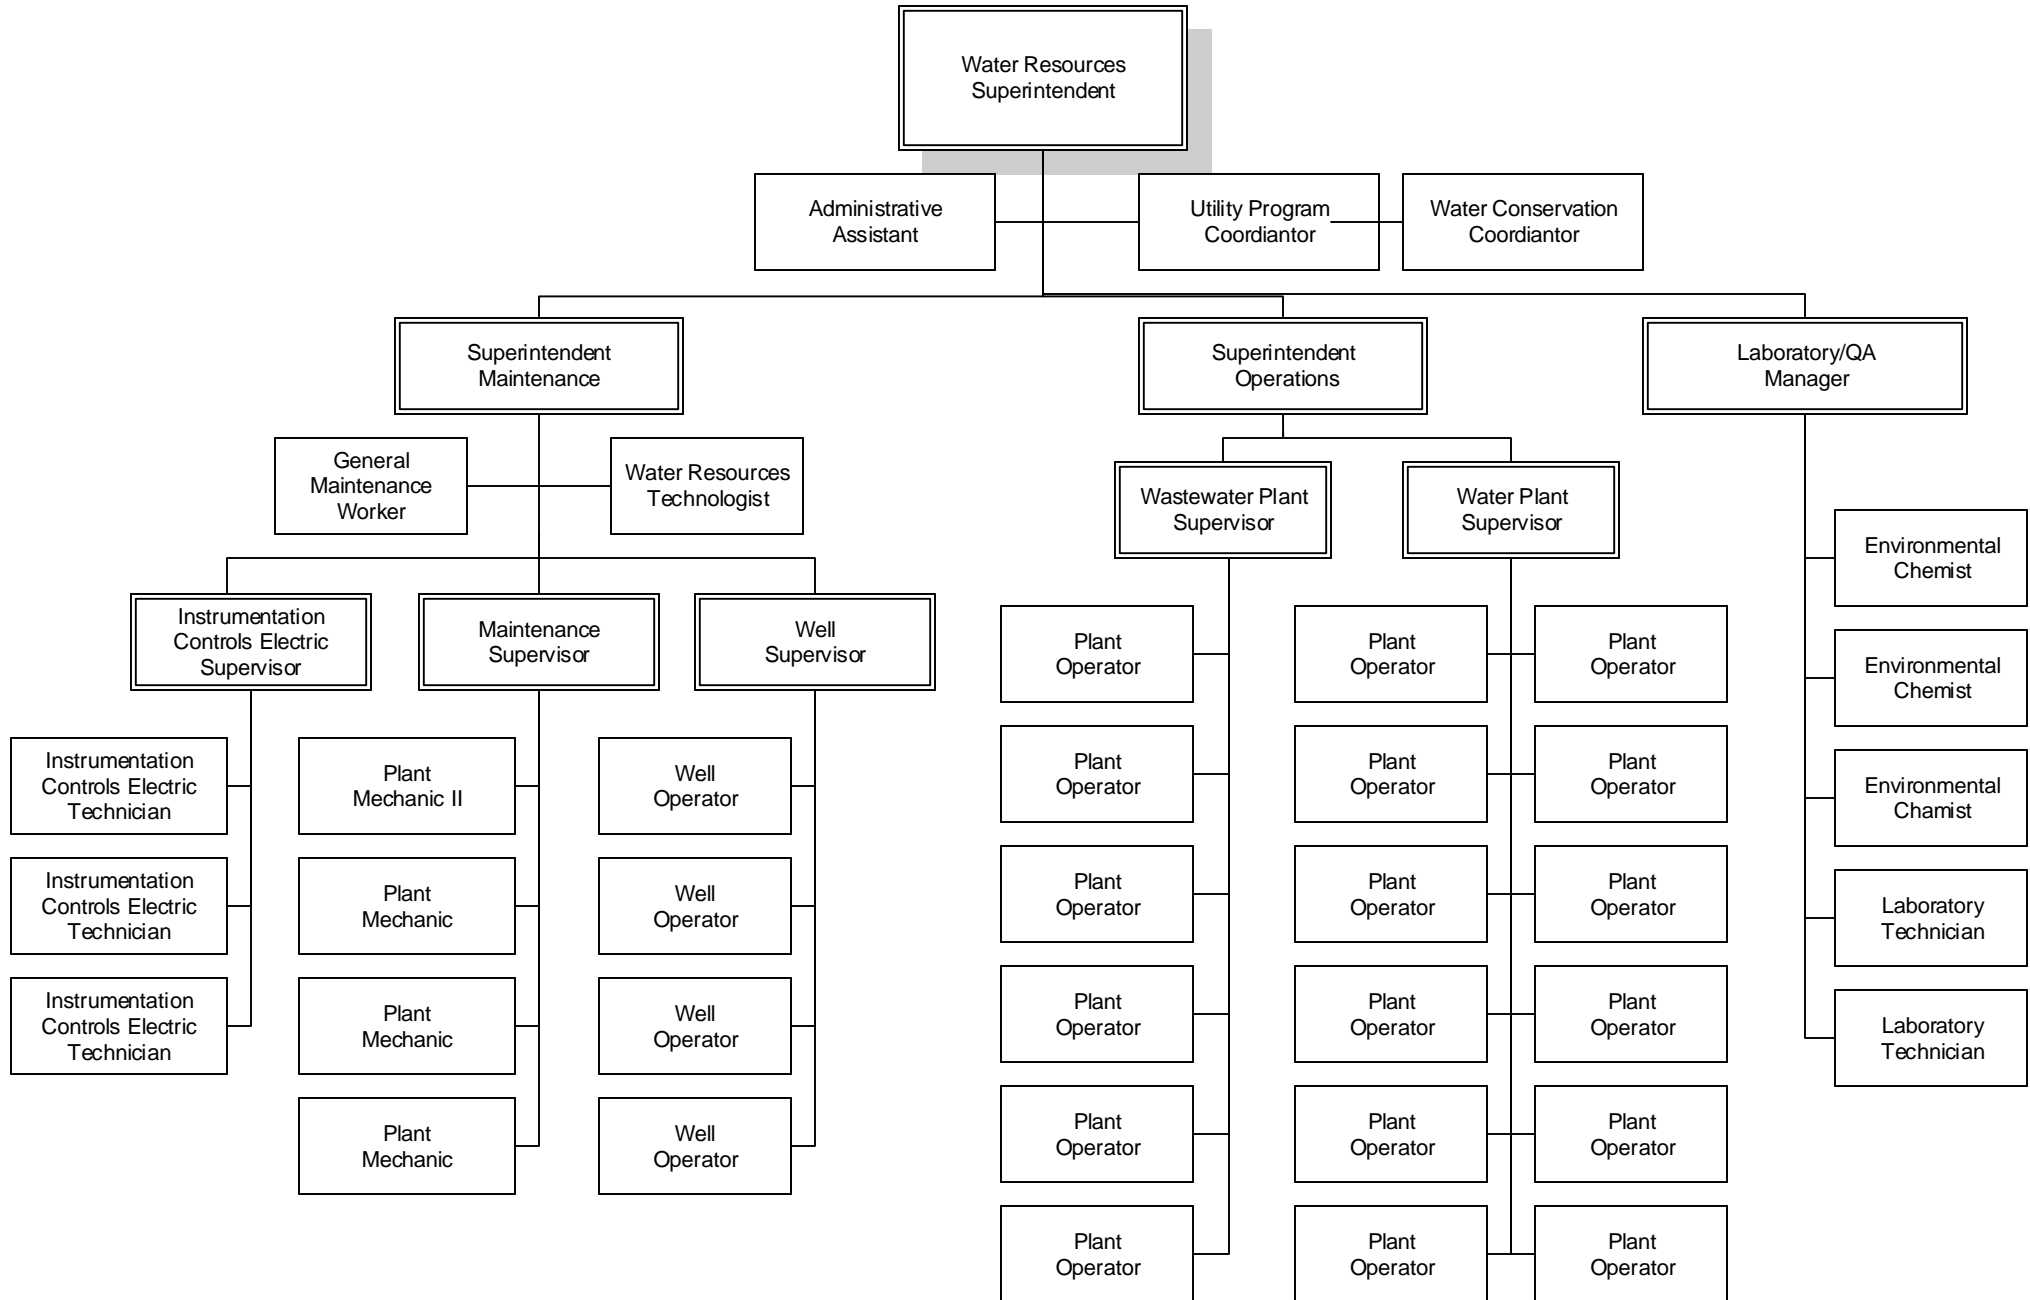 Water Resources
Superintendent
Administrative
Assistant
Utility Program
Coordiantor
Water Conservation
Coordiantor
Superintendent
Maintenance
Superintendent
Operations
Laboratory/QA
Manager
General
Maintenance
Worker
Water Resources
Technologist
Wastewater Plant
Supervisor
Water Plant
Supervisor
Instrumentation
Controls Electric
Supervisor
Maintenance
Supervisor
Well
Supervisor
Instrumentation
Controls Electric
Technician
Instrumentation
Controls Electric
Technician
Instrumentation
Controls Electric
Technician
Plant
Mechanic II
Plant
Mechanic
Plant
Mechanic
Plant
Mechanic
Well
Operator
Well
Operator
Well
Operator
Well
Operator
Plant
Operator
Plant
Operator
Plant
Operator
Plant
Operator
Plant
Operator
Plant
Operator
Plant
Operator
Plant
Operator
Plant
Operator
Plant
Operator
Plant
Operator
Plant
Operator
Plant
Operator
Plant
Operator
Plant
Operator
Plant
Operator
Plant
Operator
Plant
Operator
Environmental
Chemist
Environmental
Chemist
Environmental
Chamist
Laboratory
Technician
Laboratory
Technician